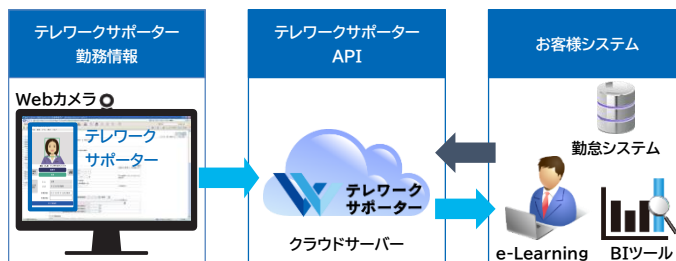 テレワークサポーター
勤務情報
Webカメラ
テレワーク
サポーター
テレワークサポーター
API
テレワーク
サポーター
クラウドサーバー
お客様システム
勤怠システム
e-Learning
BIツール